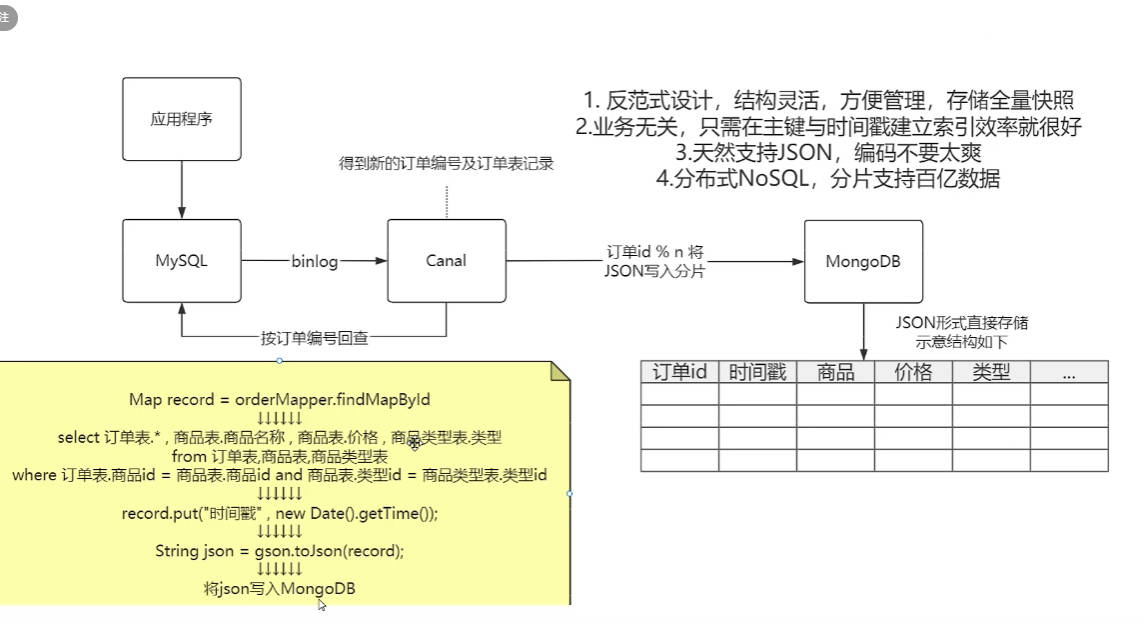 注
应用程序
1. 反范式设计，结构灵活，方便管理，存储全量快照
2.业务无关，只需在主键与时间戳建立索引效率就很好
3.天然支持JSON，编码不要太爽
4.分布式NoSQL，分片支持百亿数据
得到新的订单编号及订单表记录
MySQL
binlog
Canal
订单id % n 将
JSON写入分片
MongoDB
按订单编号回查
JSON形式直接存储
示意结构如下
订单id 时间戳 商品 价格 类型 ...
Map record = orderMapper.findMapById
↓↓↓↓↓↓
select 订单表.* , 商品表.商品名称 , 商品表.价格 , 商品类型表.类型
from 订单表,商品表,商品类型表
where 订单表.商品id = 商品表.商品id and 商品表.类型id = 商品类型表.类型id
↓↓↓↓↓↓
record.put("时间戳" , new Date().getTime());
↓↓↓↓↓↓
String json = gson.toJson(record);
↓↓↓↓↓↓
将json写入MongoDB